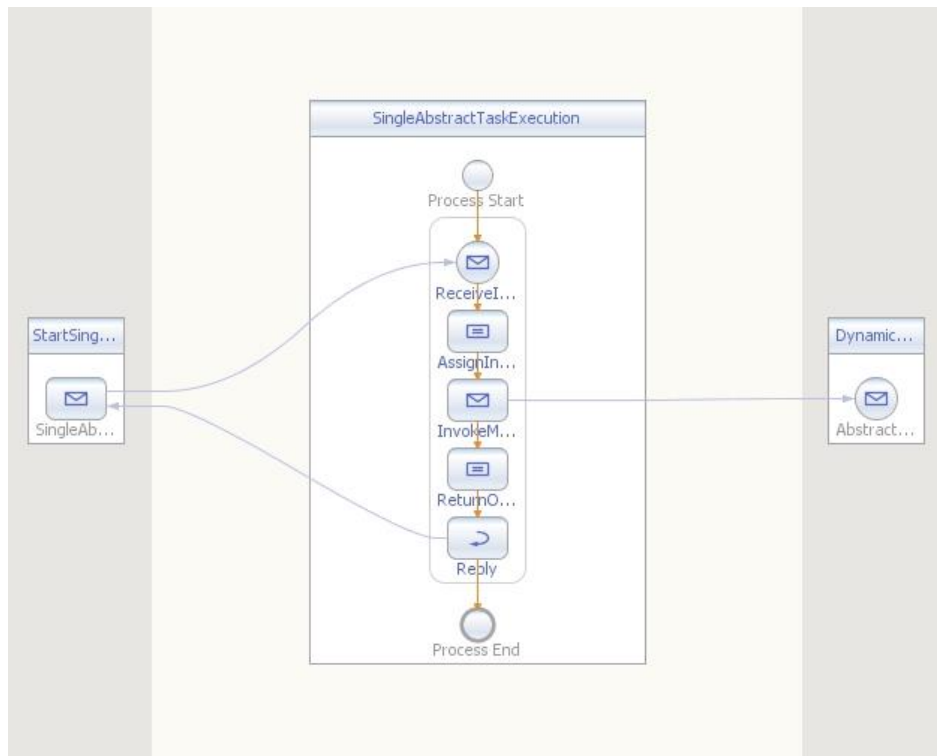 SingleAbstractTaskExecution
Process Start
ReceiveI...
StartSing...
Dynamic...
AssignIn...
SingleAb...
InvokeM...
Abstract...
ReturnO...
Reply
Process End